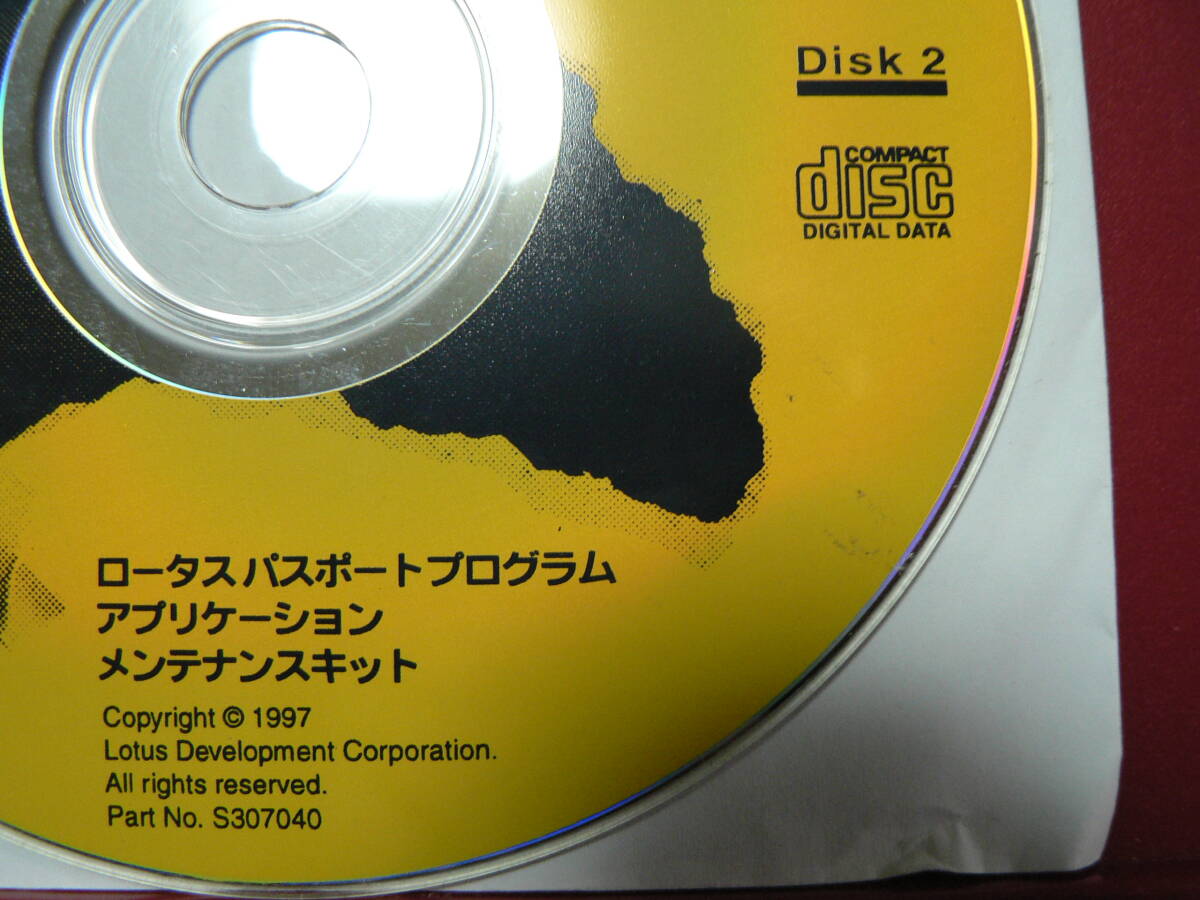 Disk 2
COMPACT
disc
DIGITAL DATA
ロータス パスポートプログラム
アプリケーション
メンテナンスキット
Copyright © 1997
Lotus Development Corporation.
All rights reserved.
Part No. S307040